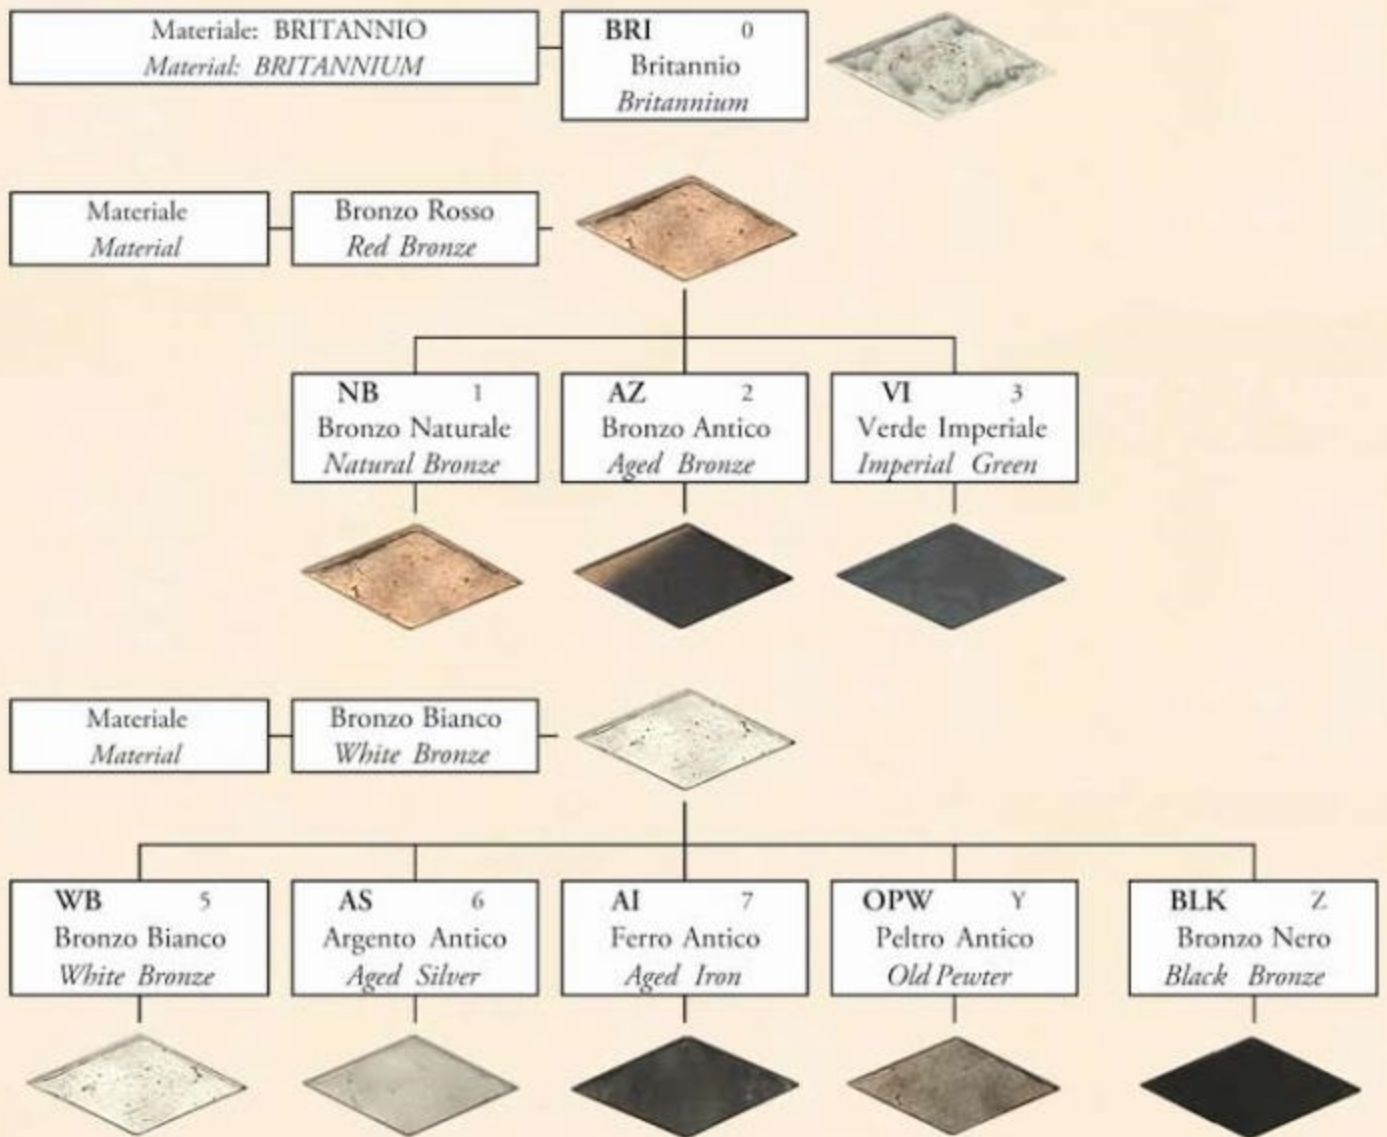 Materiale: BRITANNIO
Material: BRITANNIUM
BRI 0
Britannio
Britannium
Materiale
Material
Bronzo Rosso
Red Bronze
NB 1
Bronzo Naturale
Natural Bronze
AZ 2
Bronzo Antico
Aged Bronze
VI 3
Verde Imperiale
Imperial Green
Materiale
Material
Bronzo Bianco
White Bronze
WB 5
Bronzo Bianco
White Bronze
AS 6
Argento Antico
Aged Silver
AI 7
Ferro Antico
Aged Iron
OPW Y
Peltro Antico
Old Pewter
BLK Z
Bronzo Nero
Black Bronze